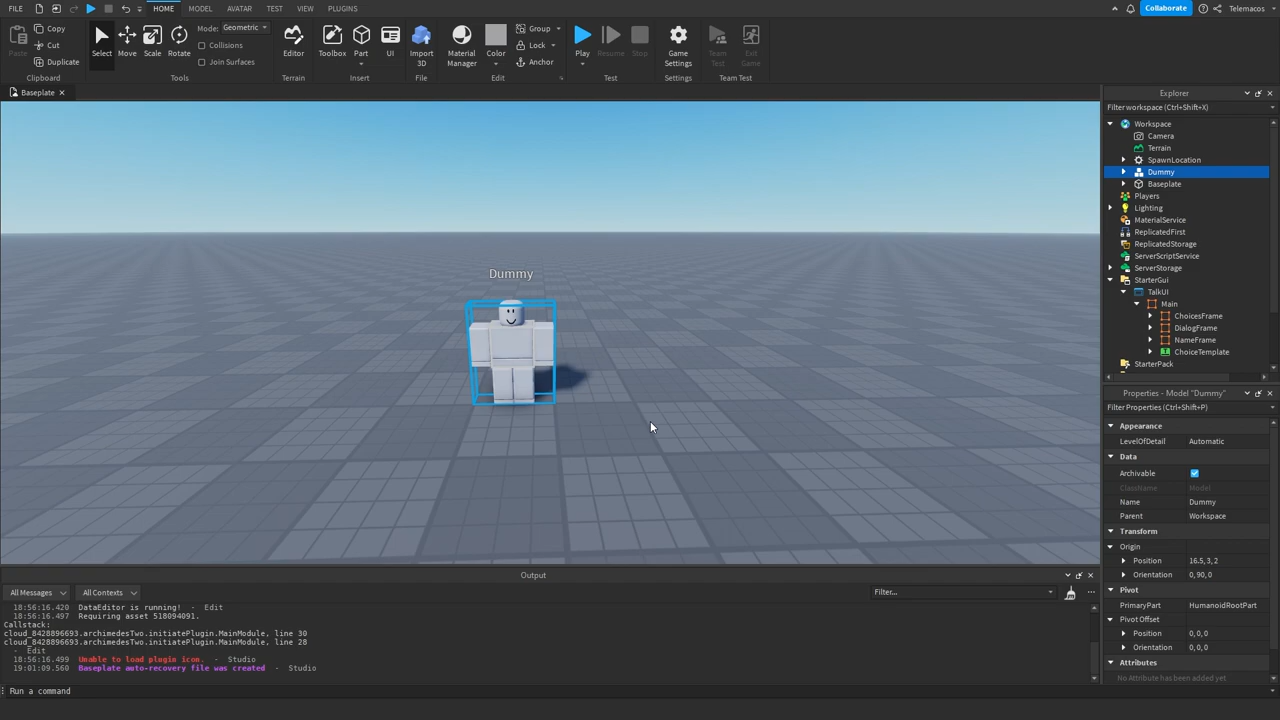 FILE HOME MODEL AVATAR TEST VIEW PLUGINS Collaborate Telemacos
Paste Copy Cut Duplicate Clipboard
Select Move Scale Rotate Mode: Geometric Collisions Join Surfaces Tools
Editor Terrain
Toolbox Part UI Insert
Import 3D File
Material Manager Color Group Lock Anchor Edit
Play Resume Stop Test
Game Settings Settings
Team Test Exit Game Team Test
Baseplate
Dummy
Explorer
Filter workspace (Ctrl+Shift+X)
Workspace
Camera
Terrain
SpawnLocation
Dummy
Baseplate
Players
Lighting
MaterialService
ReplicatedFirst
ReplicatedStorage
ServerScriptService
ServerStorage
StarterGui
TalkUI
Main
ChoicesFrame
DialogFrame
NameFrame
ChoiceTemplate
StarterPack
Properties - Model "Dummy"
Filter Properties (Ctrl+Shift+P)
Appearance
LevelOfDetail Automatic
Data
Archivable
ClassName Model
Name Dummy
Parent Workspace
Transform
Origin
Position 16.5, 3, 2
Orientation 0, 90, 0
Pivot
PrimaryPart HumanoidRootPart
Pivot Offset
Position 0, 0, 0
Orientation 0, 0, 0
Attributes
No Attribute has been added yet
Output
All Messages All Contexts Filter...
18:56:16.420 DataEditor is running! - Edit
18:56:16.497 Requiring asset 518094091.
Callstack:
cloud_8428896693.archimedesTwo.initiatePlugin.MainModule, line 30
cloud_8428896693.archimedesTwo.initiatePlugin.MainModule, line 28
- Edit
18:56:16.499 Unable to load plugin icon. - Studio
19:01:09.560 Baseplate auto-recovery file was created - Studio
Run a command